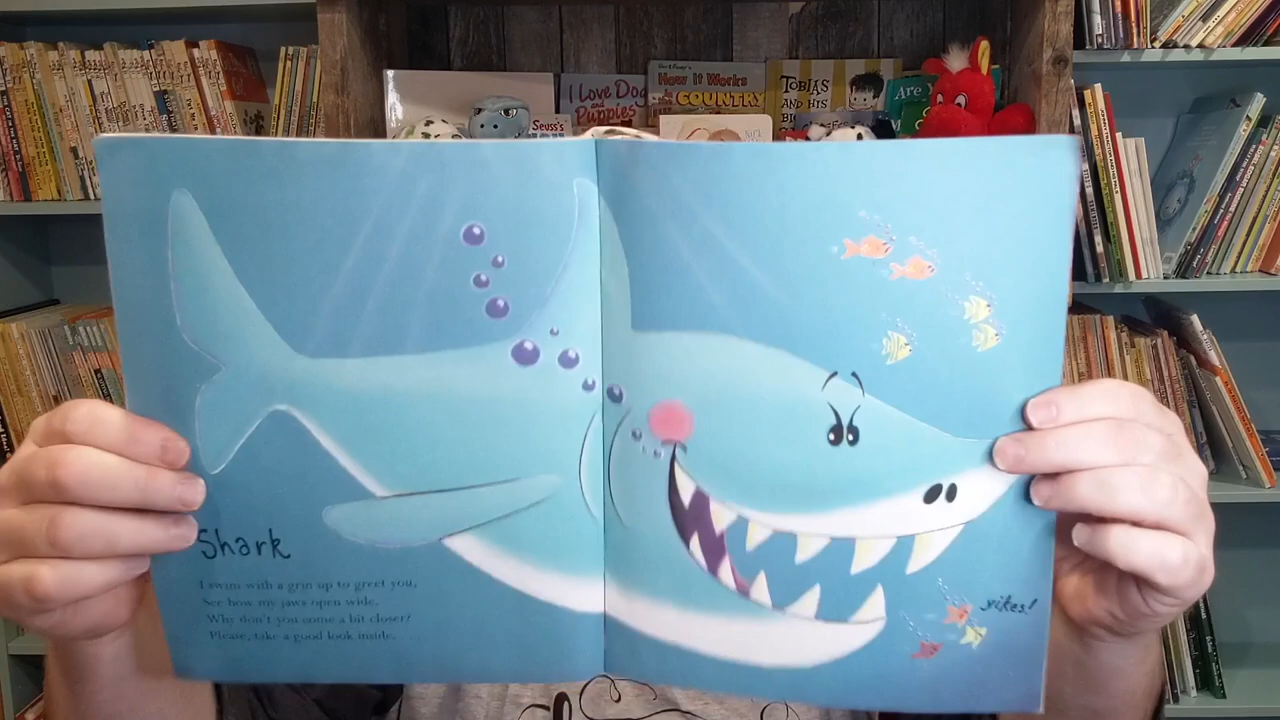 I Love Dog
and
Puppies
Seuss's
How It Works
COUNTRY
TOBIAS
AND HIS
Are Y
Shark
I swim with a grin up to greet you,
See how my jaws open wide.
Why don't you come a bit closer?
Please, take a good look inside....
yikes!